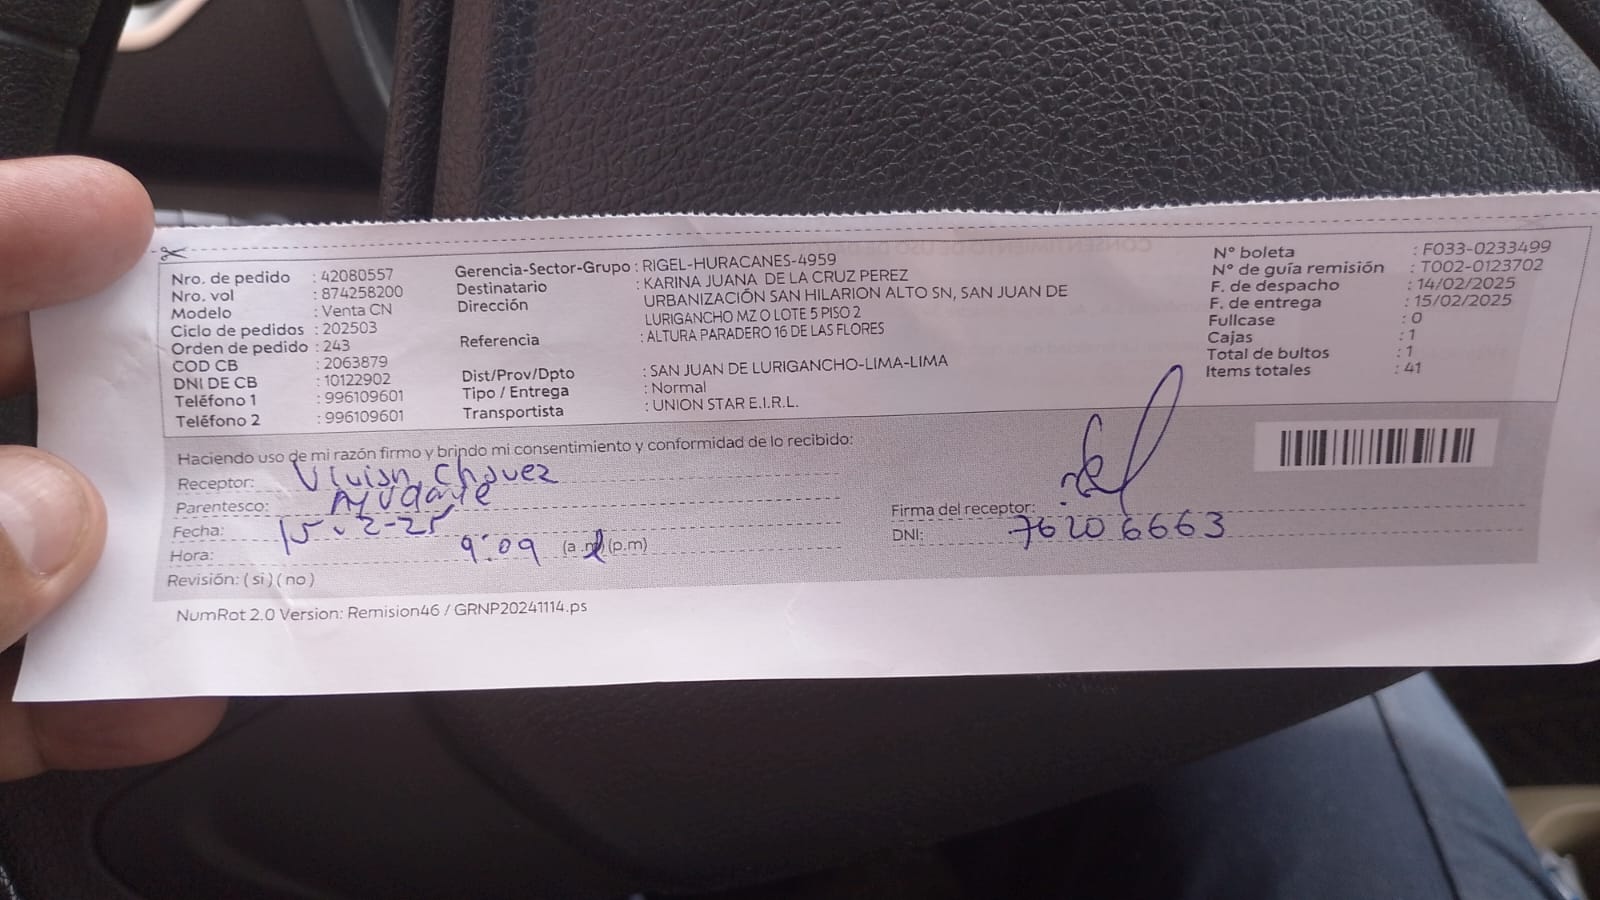 Nro. de pedido : 42080557
Nro. vol : 874258200
Modelo : Venta CN
Ciclo de pedidos : 202503
Orden de pedido : 243
COD CB : 2063879
DNI DE CB : 10122902
Teléfono 1 : 996109601
Teléfono 2 : 996109601
Gerencia-Sector-Grupo : RIGEL-HURACANES-4959
Destinatario : KARINA JUANA DE LA CRUZ PEREZ
Dirección URBANIZACIÓN SAN HILARION ALTO SN, SAN JUAN DE
LURIGANCHO MZ O LOTE 5 PISO 2
Referencia : ALTURA PARADERO 16 DE LAS FLORES
Dist/Prov/Dpto : SAN JUAN DE LURIGANCHO-LIMA-LIMA
Tipo / Entrega : Normal
Transportista : UNION STAR E.I.R.L.
N° boleta : F033-0233499
N° de guía remisión : T002-0123702
F. de despacho : 14/02/2025
F. de entrega : 15/02/2025
Fullcase : 0
Cajas : 1
Total de bultos : 1
Items totales : 41
Haciendo uso de mi razón firmo y brindo mi consentimiento y conformidad de lo recibido:
Receptor: Vivian Chavez
Parentesco: Ayudante
Fecha: 15-2-25
Hora: 9:09 (a.m) (p.m)
Revisión: ( si ) ( no )
Firma del receptor:
DNI: 76206663
NumRot 2.0 Version: Remision46 / GRNP20241114.ps